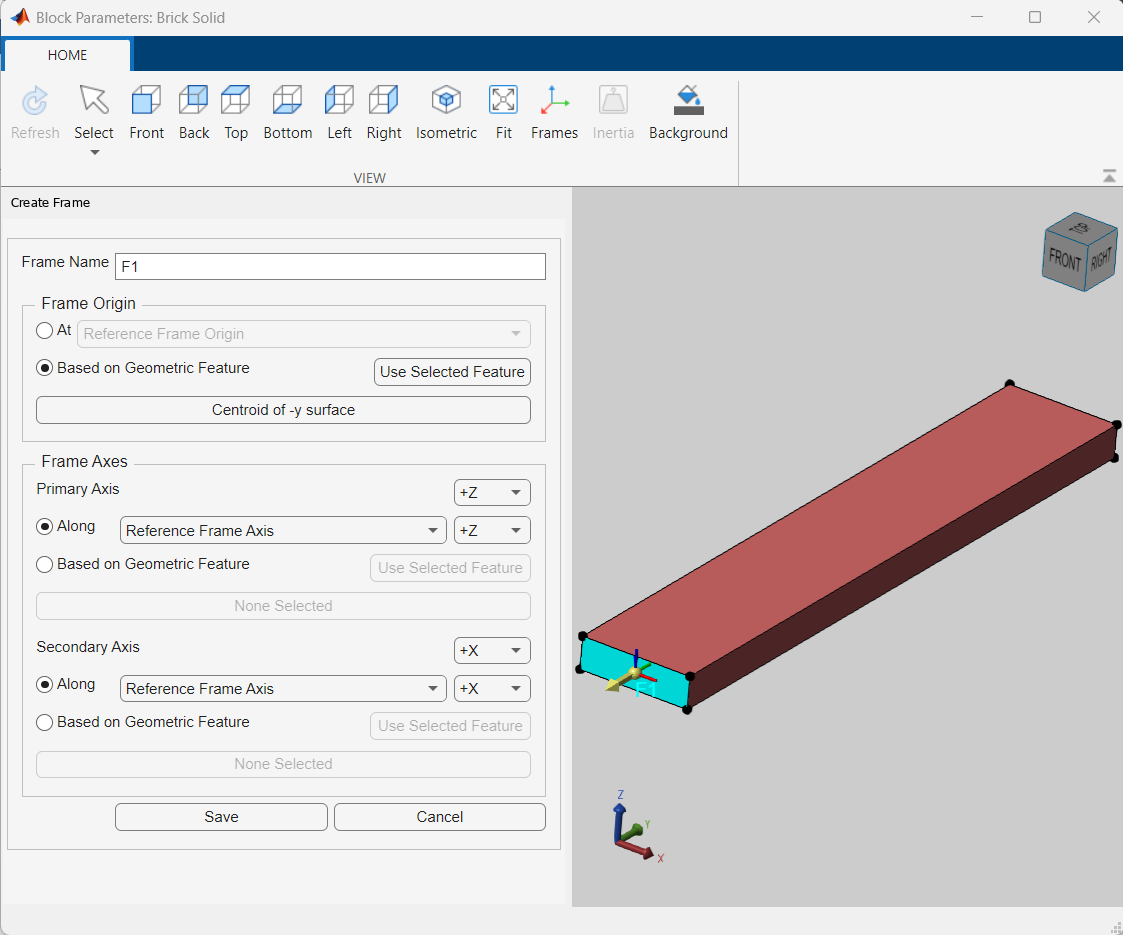 Block Parameters: Brick Solid
HOME
Refresh Select Front Back Top Bottom Left Right Isometric Fit Frames Inertia Background
VIEW
Create Frame
Frame Name F1
Frame Origin
At Reference Frame Origin
Based on Geometric Feature Use Selected Feature
Centroid of -y surface
Frame Axes
Primary Axis +Z
Along Reference Frame Axis +Z
Based on Geometric Feature Use Selected Feature
None Selected
Secondary Axis +X
Along Reference Frame Axis +X
Based on Geometric Feature Use Selected Feature
None Selected
Save Cancel
TOP
FRONT RIGHT
F1
Z
Y
X